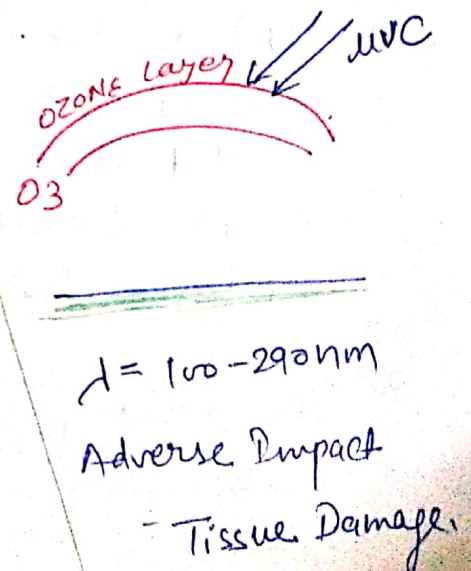 UVC
OZONE Layer
O3
λ = 100-290nm
Adverse Impact
- Tissue Damage.